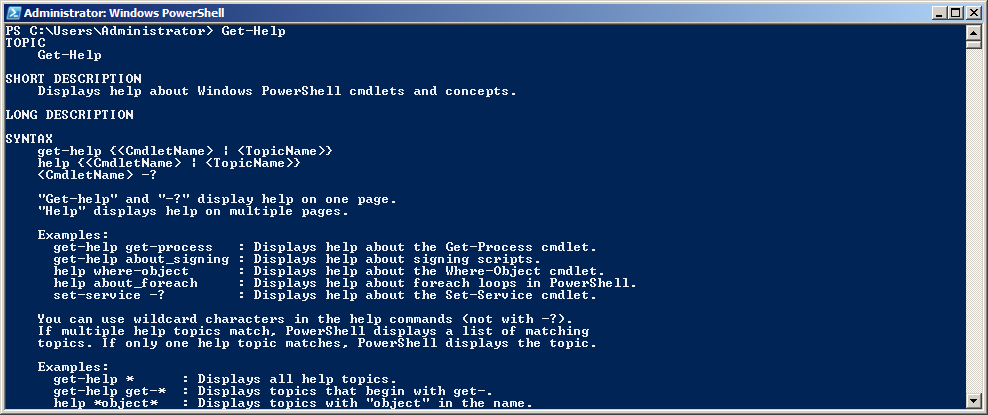 Administrator: Windows PowerShell
PS C:\Users\Administrator> Get-Help
TOPIC
    Get-Help

SHORT DESCRIPTION
    Displays help about Windows PowerShell cmdlets and concepts.

LONG DESCRIPTION

SYNTAX
    get-help {<CmdletName> | <TopicName>}
    help {<CmdletName> | <TopicName>}
    <CmdletName> -?

    "Get-help" and "-?" display help on one page.
    "Help" displays help on multiple pages.

    Examples:
      get-help get-process   : Displays help about the Get-Process cmdlet.
      get-help about_signing : Displays help about signing scripts.
      help where-object      : Displays help about the Where-Object cmdlet.
      help about_foreach     : Displays help about foreach loops in PowerShell.
      set-service -?         : Displays help about the Set-Service cmdlet.

    You can use wildcard characters in the help commands (not with -?).
    If multiple help topics match, PowerShell displays a list of matching
    topics. If only one help topic matches, PowerShell displays the topic.

    Examples:
      get-help *      : Displays all help topics.
      get-help get-*  : Displays topics that begin with get-.
      help *object*   : Displays topics with "object" in the name.